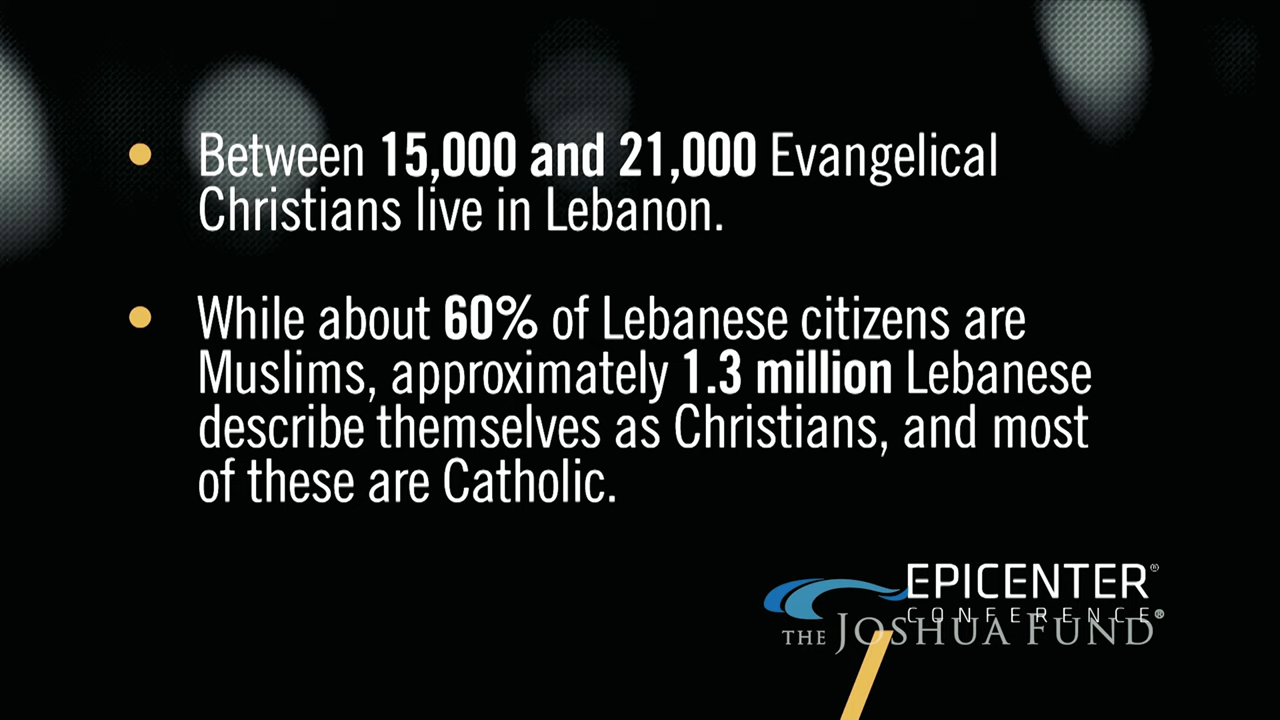 • Between 15,000 and 21,000 Evangelical
Christians live in Lebanon.
• While about 60% of Lebanese citizens are
Muslims, approximately 1.3 million Lebanese
describe themselves as Christians, and most
of these are Catholic.
EPICENTER®
CONFERENCE®
THE JOSHUA FUND